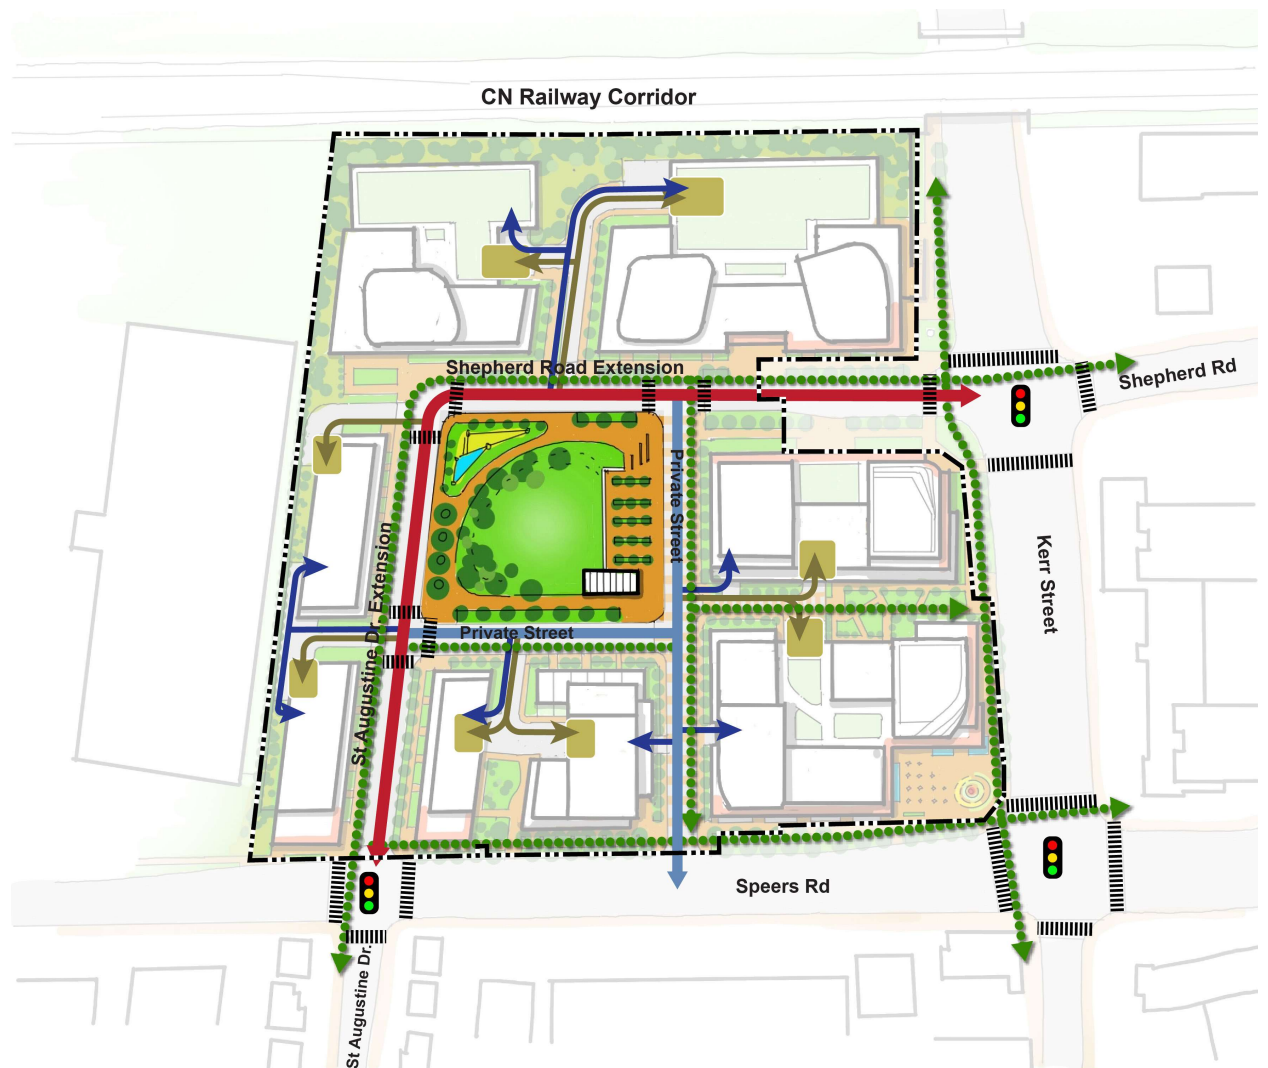 CN Railway Corridor
Shepherd Road Extension
Shepherd Rd
Private Street
Kerr Street
St Augustine Dr. Extension
Private Street
Speers Rd
St Augustine Dr.